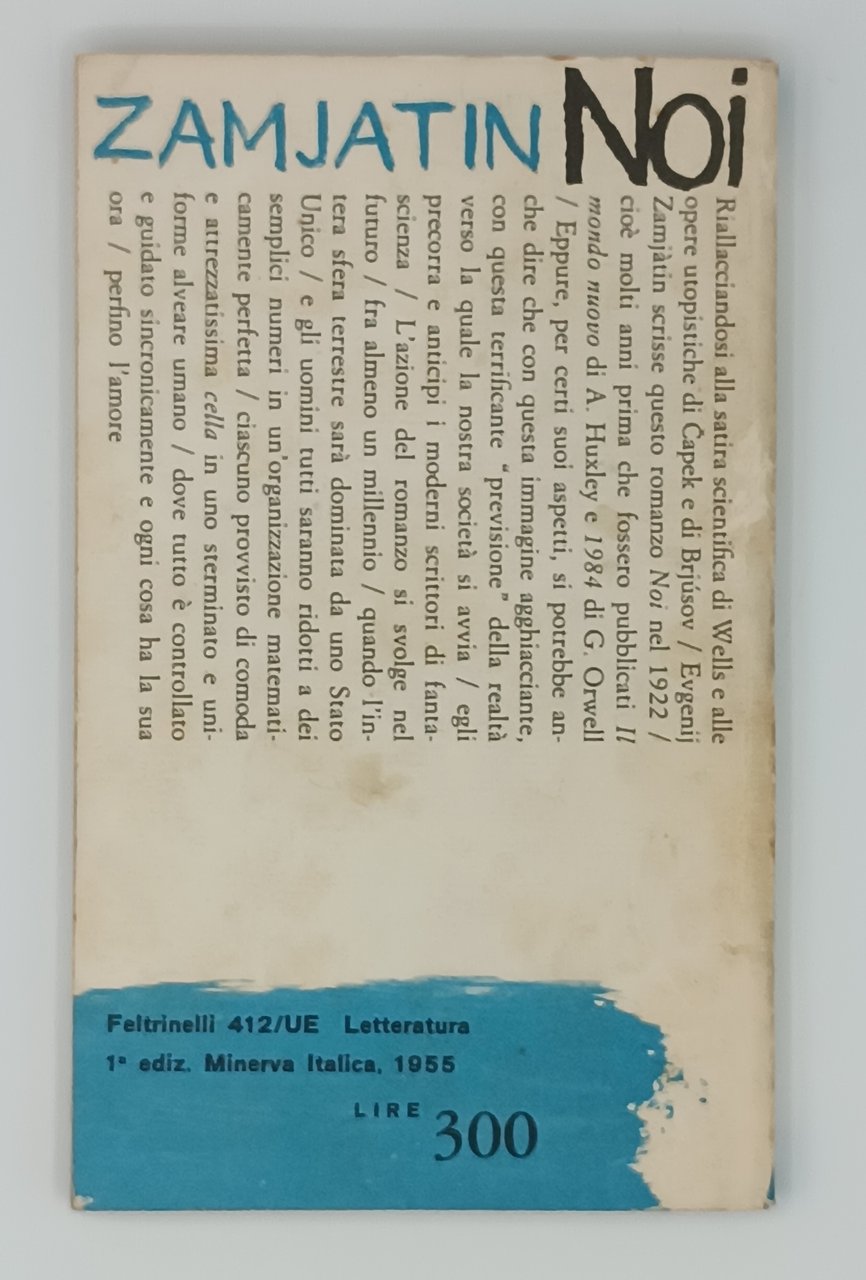 ZAMJATIN Noi
Riallacciandosi alla satira scientifica di Wells e alle
opere utopistiche di Čapek e di Brjúsov / Evgenij
Zamjàtin scrisse questo romanzo Noi nel 1922 /
cioè molti anni prima che fossero pubblicati Il
mondo nuovo di A. Huxley e 1984 di G. Orwell
/ Eppure, per certi suoi aspetti, si potrebbe an-
che dire che con questa immagine agghiacciante,
con questa terrificante “previsione” della realtà
verso la quale la nostra società si avvia / egli
precorra e anticipi i moderni scrittori di fanta-
scienza / L'azione del romanzo si svolge nel
futuro / fra almeno un millennio / quando l'in-
tera sfera terrestre sarà dominata da uno Stato
Unico / e gli uomini tutti saranno ridotti a dei
semplici numeri in un'organizzazione matemati-
camente perfetta / ciascuno provvisto di comoda
e attrezzatissima cella in uno sterminato e uni-
forme alveare umano / dove tutto è controllato
e guidato sincronicamente e ogni cosa ha la sua
ora / perfino l'amore
Feltrinelli 412/UE Letteratura
1ª ediz. Minerva Italica, 1955
LIRE 300